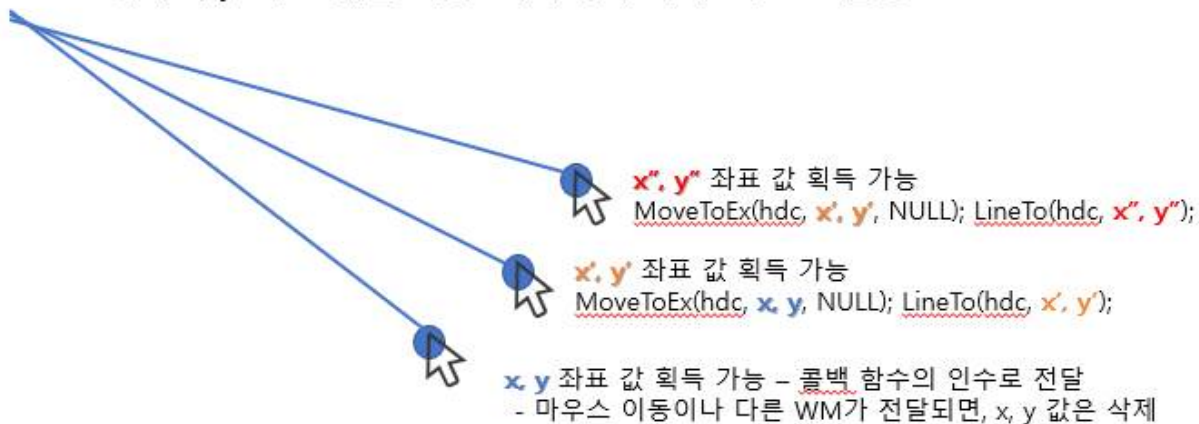 x", y" 좌표 값 획득 가능
MoveToEx(hdc, x', y', NULL); LineTo(hdc, x", y");
x', y' 좌표 값 획득 가능
MoveToEx(hdc, x, y, NULL); LineTo(hdc, x', y');
x, y 좌표 값 획득 가능 – 콜백 함수의 인수로 전달
- 마우스 이동이나 다른 WM가 전달되면, x, y 값은 삭제